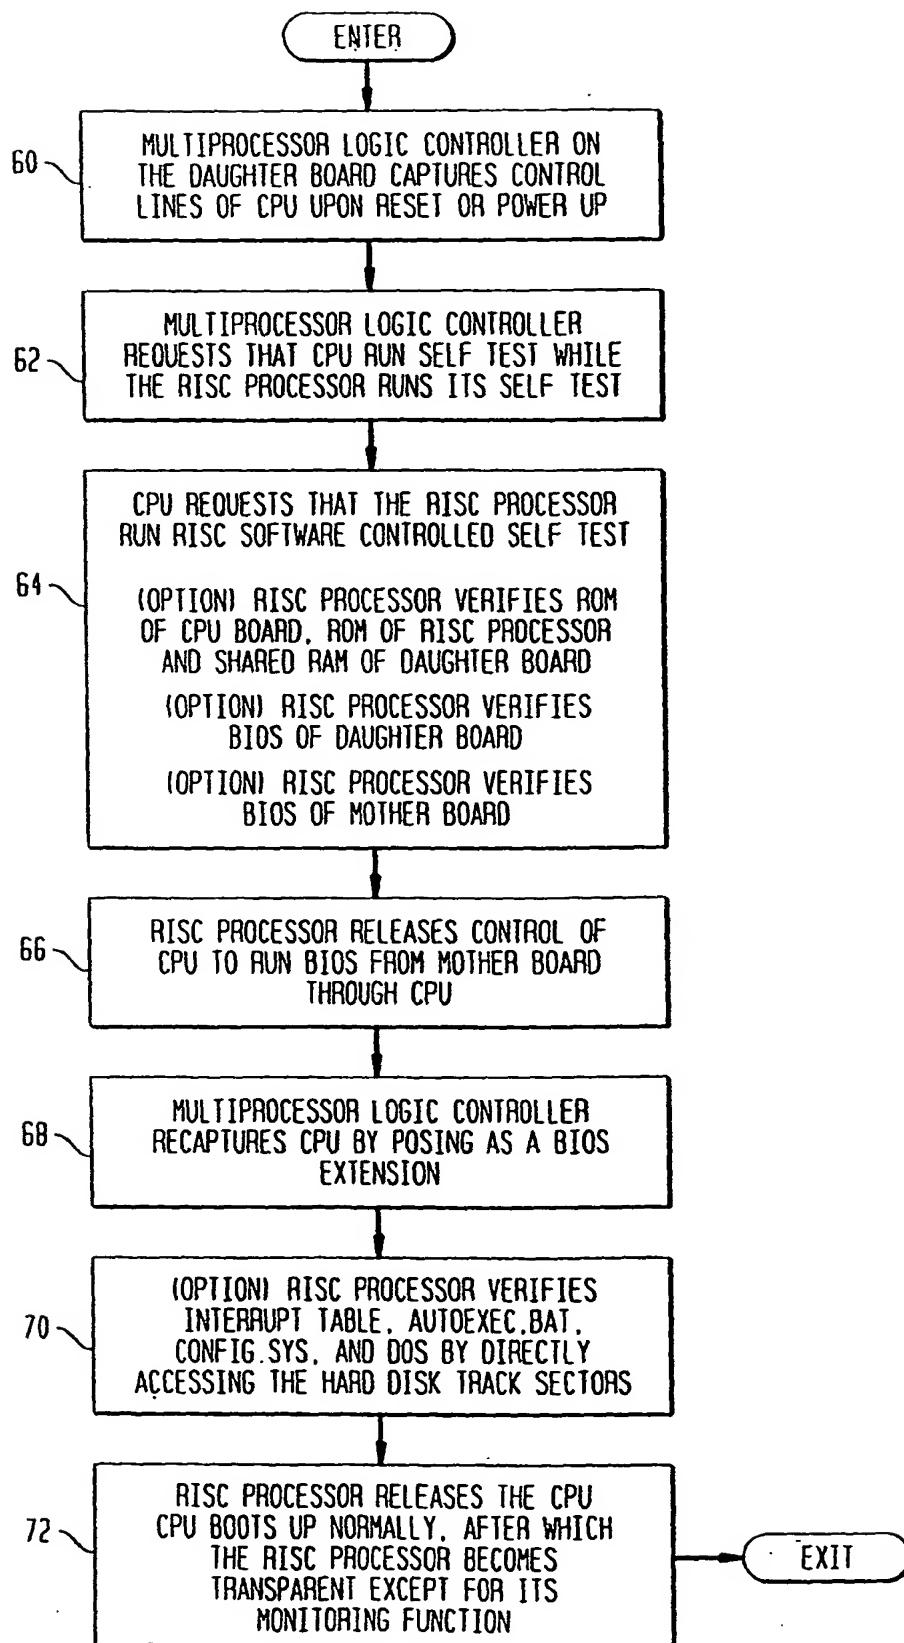 ENTER
60
MULTIPROCESSOR LOGIC CONTROLLER ON
THE DAUGHTER BOARD CAPTURES CONTROL
LINES OF CPU UPON RESET OR POWER UP
62
MULTIPROCESSOR LOGIC CONTROLLER
REQUESTS THAT CPU RUN SELF TEST WHILE
THE RISC PROCESSOR RUNS ITS SELF TEST
64
CPU REQUESTS THAT THE RISC PROCESSOR
RUN RISC SOFTWARE CONTROLLED SELF TEST
(OPTION) RISC PROCESSOR VERIFIES ROM
OF CPU BOARD, ROM OF RISC PROCESSOR
AND SHARED RAM OF DAUGHTER BOARD
(OPTION) RISC PROCESSOR VERIFIES
BIOS OF DAUGHTER BOARD
(OPTION) RISC PROCESSOR VERIFIES
BIOS OF MOTHER BOARD
66
RISC PROCESSOR RELEASES CONTROL OF
CPU TO RUN BIOS FROM MOTHER BOARD
THROUGH CPU
68
MULTIPROCESSOR LOGIC CONTROLLER
RECAPTURES CPU BY POSING AS A BIOS
EXTENSION
70
(OPTION) RISC PROCESSOR VERIFIES
INTERRUPT TABLE, AUTOEXEC.BAT,
CONFIG.SYS, AND DOS BY DIRECTLY
ACCESSING THE HARD DISK TRACK SECTORS
72
RISC PROCESSOR RELEASES THE CPU
CPU BOOTS UP NORMALLY, AFTER WHICH
THE RISC PROCESSOR BECOMES
TRANSPARENT EXCEPT FOR ITS
MONITORING FUNCTION
EXIT